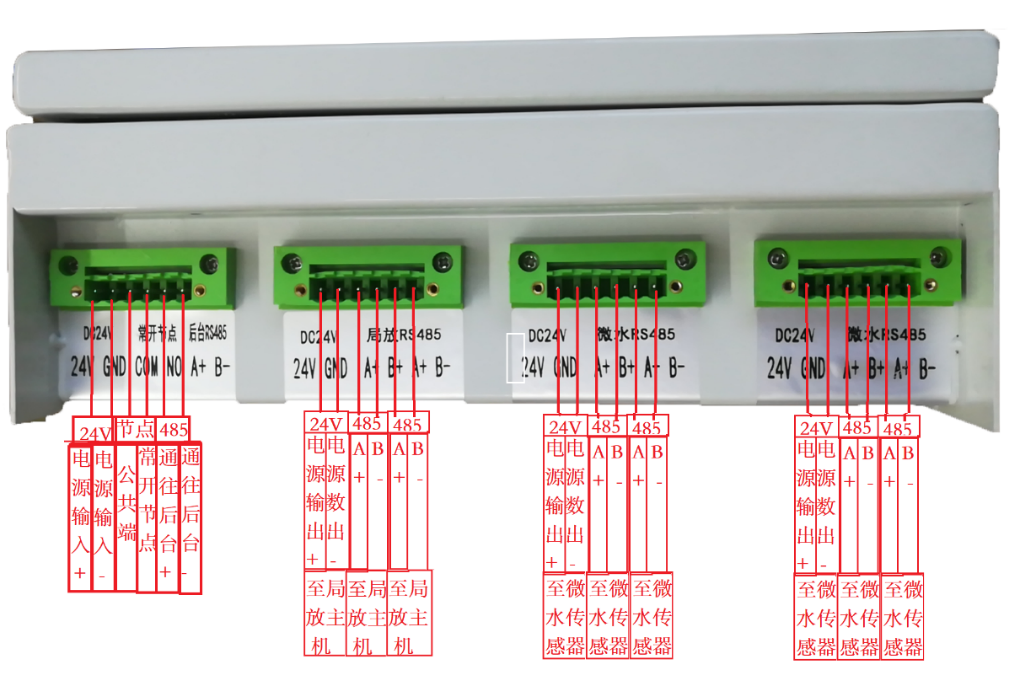 DC24V 常开节点 后台RS485
24V GND COM NO A+ B-
DC24V 局放RS485
24V GND A+ B+ A+ B-
DC24V 微水RS485
24V GND A+ B+ A+ B-
DC24V 微水RS485
24V GND A+ B+ A+ B-
24V 节点 485
电源输入+
电源输入-
公共端
常开节点
通往后台+
通往后台-
24V 485 485
电源输出+
电源数出-
A+
B-
A+
B-
至局放主机
至局放主机
至局放主机
24V 485 485
电源输出+
电源数出-
A+
B-
A+
B-
至微水传感器
至微水传感器
至微水传感器
24V 485 485
电源输出+
电源数出-
A+
B-
A+
B-
至微水传感器
至微水传感器
至微水传感器